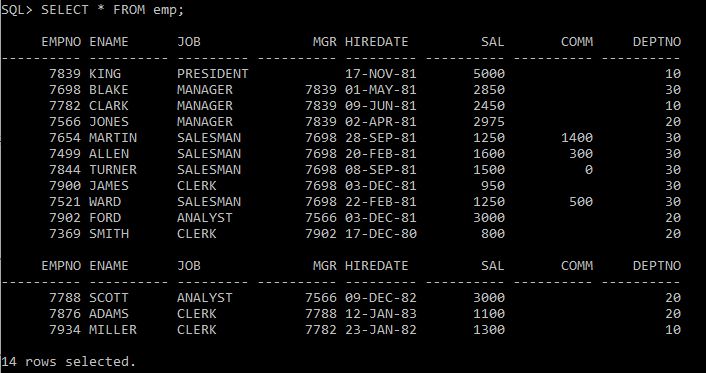 SQL> SELECT * FROM emp;
     EMPNO ENAME      JOB              MGR HIREDATE         SAL       COMM     DEPTNO
---------- ---------- --------- ---------- --------- ---------- ---------- ----------
      7839 KING       PRESIDENT            17-NOV-81       5000                    10
      7698 BLAKE      MANAGER         7839 01-MAY-81       2850                    30
      7782 CLARK      MANAGER         7839 09-JUN-81       2450                    10
      7566 JONES      MANAGER         7839 02-APR-81       2975                    20
      7654 MARTIN     SALESMAN        7698 28-SEP-81       1250       1400         30
      7499 ALLEN      SALESMAN        7698 20-FEB-81       1600        300         30
      7844 TURNER     SALESMAN        7698 08-SEP-81       1500          0         30
      7900 JAMES      CLERK           7698 03-DEC-81        950                    30
      7521 WARD       SALESMAN        7698 22-FEB-81       1250        500         30
      7902 FORD       ANALYST         7566 03-DEC-81       3000                    20
      7369 SMITH      CLERK           7902 17-DEC-80        800                    20
     EMPNO ENAME      JOB              MGR HIREDATE         SAL       COMM     DEPTNO
---------- ---------- --------- ---------- --------- ---------- ---------- ----------
      7788 SCOTT      ANALYST         7566 09-DEC-82       3000                    20
      7876 ADAMS      CLERK           7788 12-JAN-83       1100                    20
      7934 MILLER     CLERK           7782 23-JAN-82       1300                    10
14 rows selected.